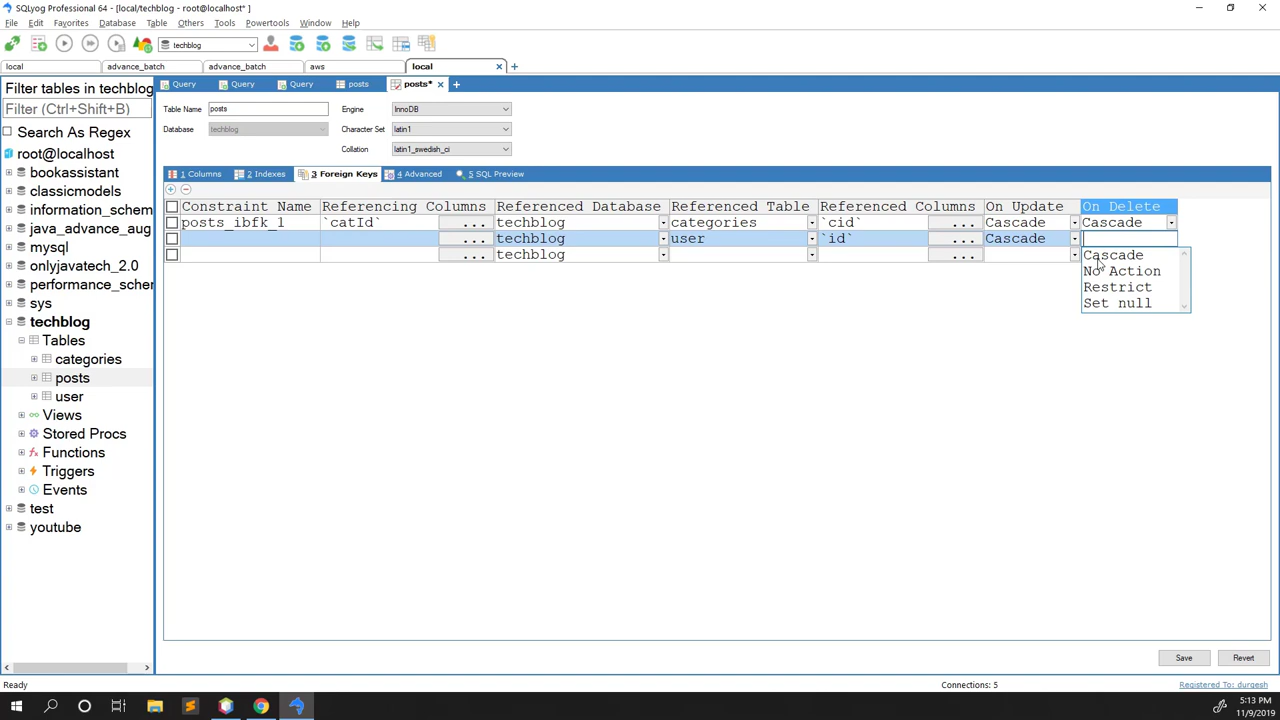 SQLyog Professional 64 - [local/techblog - root@localhost* ]
File Edit Favorites Database Table Others Tools Powertools Window Help
techblog
local advance_batch advance_batch aws local
Filter tables in techblog
Filter (Ctrl+Shift+B)
Search As Regex
root@localhost
bookassistant
classicmodels
information_schem
java_advance_aug
mysql
onlyjavatech_2.0
performance_scher
sys
techblog
Tables
categories
posts
user
Views
Stored Procs
Functions
Triggers
Events
test
youtube
Query Query Query posts posts*
Table Name posts Engine InnoDB
Database techblog Character Set latin1
Collation latin1_swedish_ci
1 Columns 2 Indexes 3 Foreign Keys 4 Advanced 5 SQL Preview
Constraint Name Referencing Columns Referenced Database Referenced Table Referenced Columns On Update On Delete
posts_ibfk_1 `catId` ... techblog categories `cid` ... Cascade Cascade
... techblog user `id` ... Cascade
... techblog ...
Cascade
No Action
Restrict
Set null
Save Revert
Ready Connections: 5 Registered To: durgesh
5:13 PM
11/9/2019